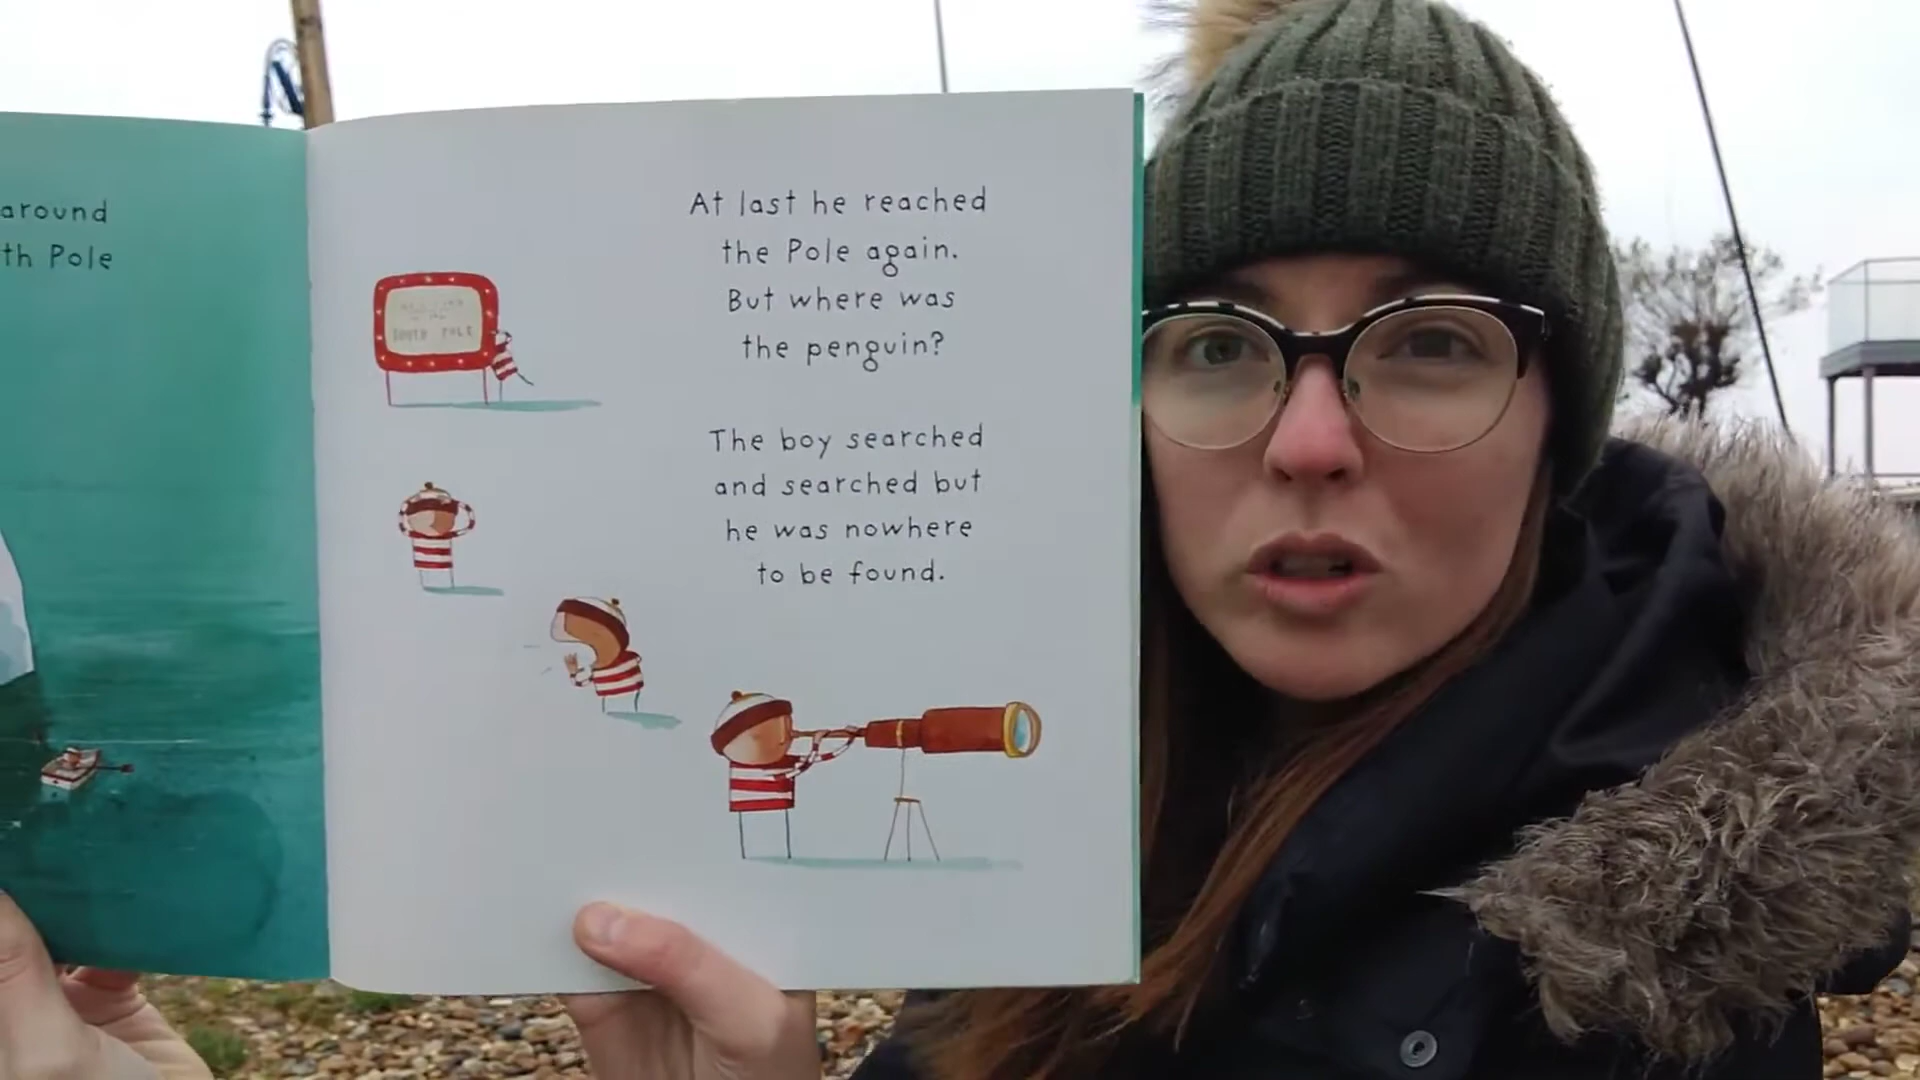 around
th Pole
SOUTH POLE
At last he reached
the Pole again.
But where was
the penguin?
The boy searched
and searched but
he was nowhere
to be found.